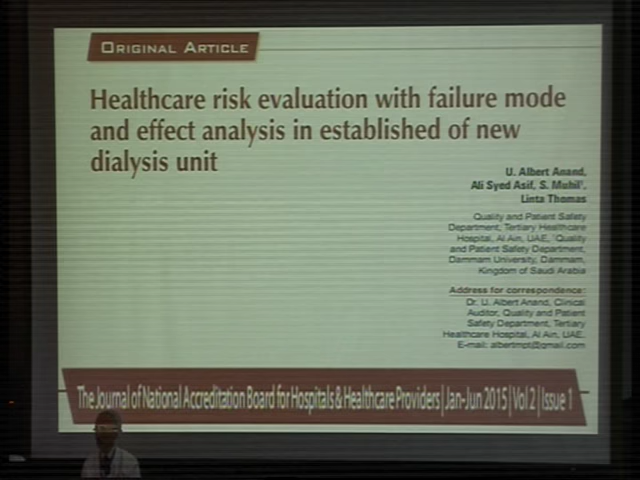 ORIGINAL ARTICLE
Healthcare risk evaluation with failure mode
and effect analysis in established of new
dialysis unit
U. Albert Anand,
Ali Syed Asif, S. Muhil¹,
Linta Thomas
Quality and Patient Safety
Department, Tertiary Healthcare
Hospital, Al Ain, UAE, ¹Quality
and Patient Safety Department,
Dammam University, Dammam,
Kingdom of Saudi Arabia
Address for correspondence:
Dr. U. Albert Anand, Clinical
Auditor, Quality and Patient
Safety Department, Tertiary
Healthcare Hospital, Al Ain, UAE.
E-mail: albertmpt@gmail.com
The Journal of National Accreditation Board for Hospitals & Healthcare Providers | Jan-Jun 2015 | Vol 2 | Issue 1